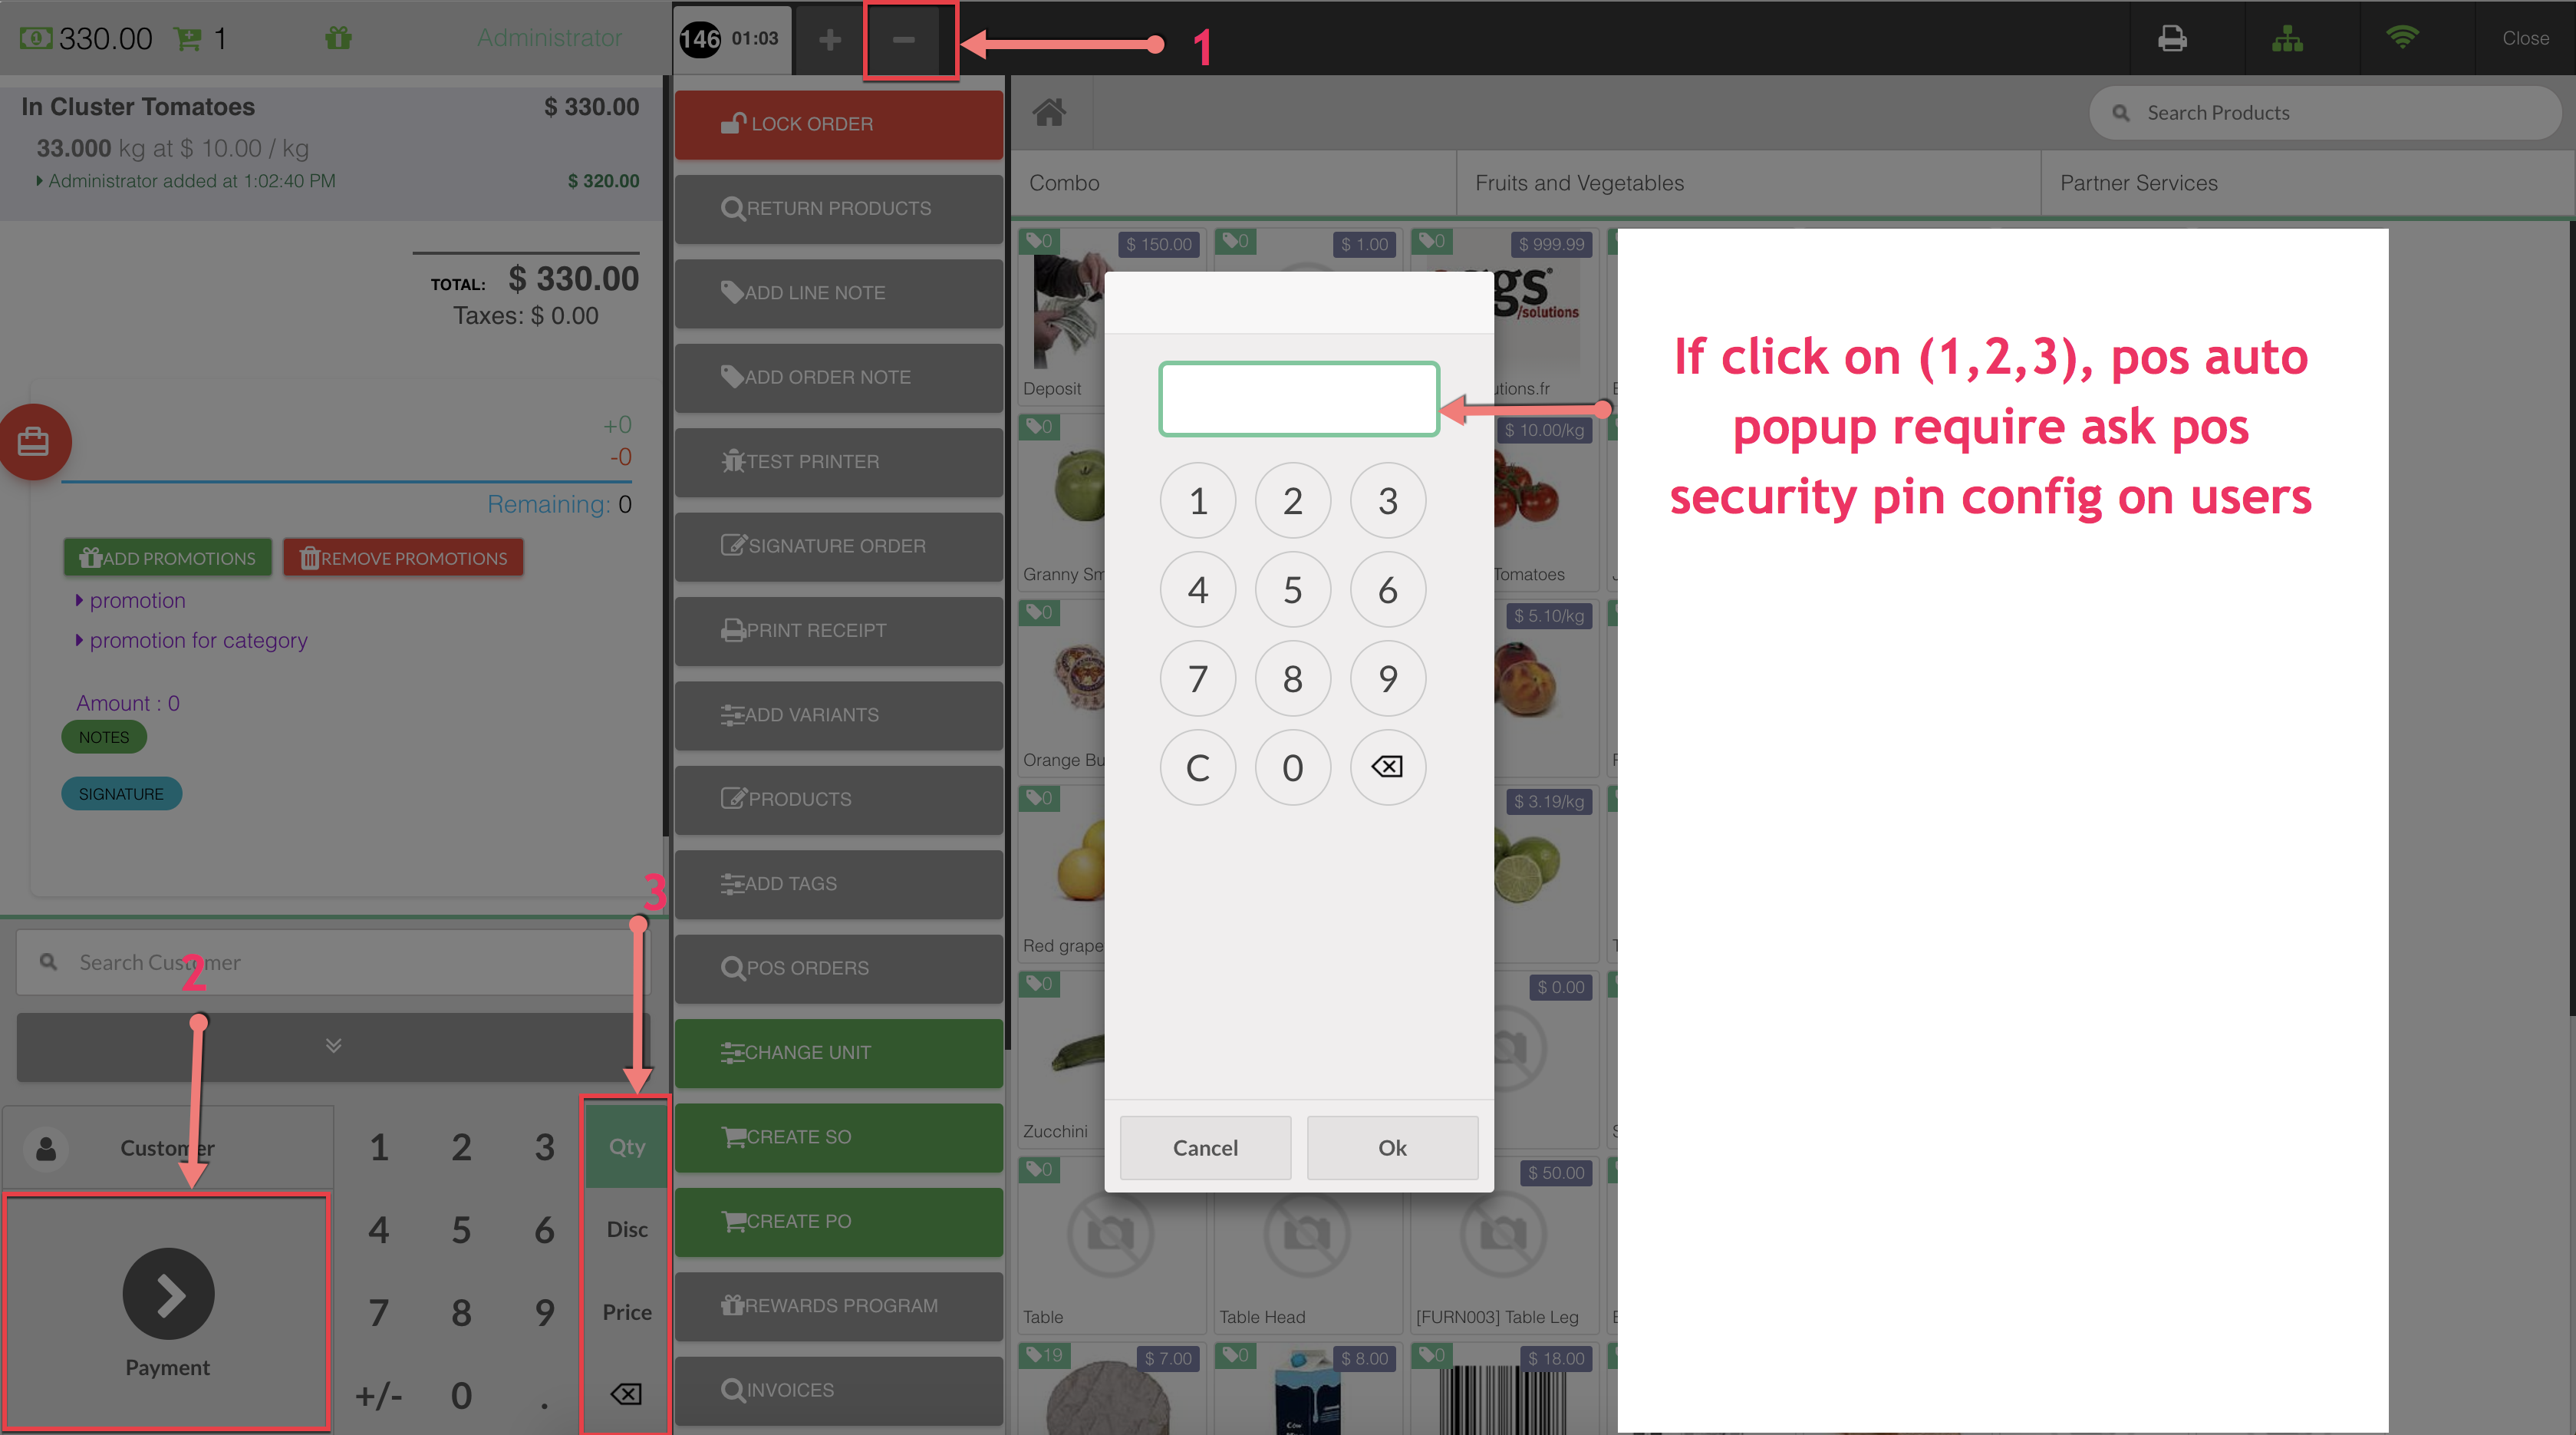 330.00 1 Administrator
146 01:03
1
Close
In Cluster Tomatoes $ 330.00
33.000 kg at $ 10.00 / kg
Administrator added at 1:02:40 PM $ 320.00
TOTAL: $ 330.00
Taxes: $ 0.00
+0
-0
Remaining: 0
ADD PROMOTIONS REMOVE PROMOTIONS
promotion
promotion for category
Amount : 0
NOTES
SIGNATURE
3
Search Customer
2
Customer
Payment
1 2 3 Qty
4 5 6 Disc
7 8 9 Price
+/- 0 .
LOCK ORDER
RETURN PRODUCTS
ADD LINE NOTE
ADD ORDER NOTE
TEST PRINTER
SIGNATURE ORDER
PRINT RECEIPT
ADD VARIANTS
PRODUCTS
ADD TAGS
POS ORDERS
CHANGE UNIT
CREATE SO
CREATE PO
REWARDS PROGRAM
INVOICES
Search Products
Combo Fruits and Vegetables Partner Services
0 $ 150.00 0 $ 1.00 0 $ 999.99
gs
/solutions
Deposit
0 $ 10.00/kg
Granny Tomatoes
0 $ 5.10/kg
Orange
0 $ 3.19/kg
Red
0 $ 0.00
Zucchini
0 $ 50.00
Table Table Head [FURN003] Table Leg
19 $ 7.00 0 $ 8.00 0 $ 18.00
1 2 3
4 5 6
7 8 9
C 0
Cancel Ok
If click on (1,2,3), pos auto
popup require ask pos
security pin config on users